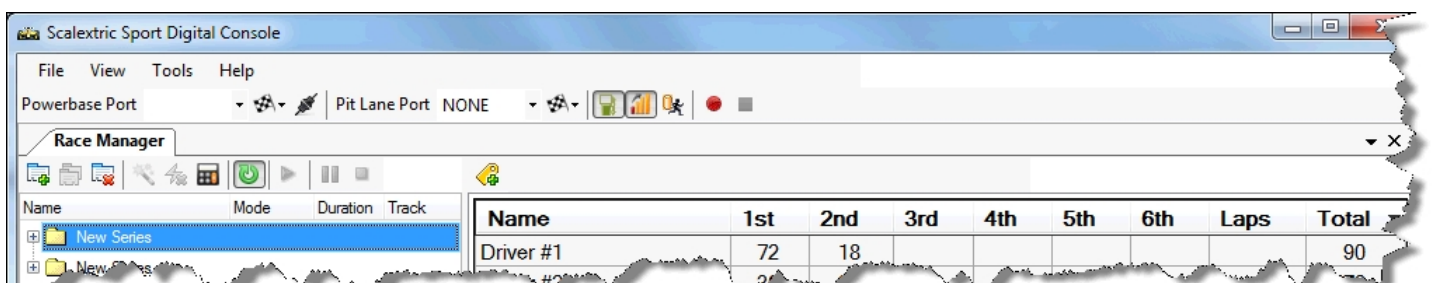 Scalextric Sport Digital Console
File View Tools Help
Powerbase Port Pit Lane Port NONE
Race Manager
Name Mode Duration Track
New Series
New
Name 1st 2nd 3rd 4th 5th 6th Laps Total
Driver #1 72 18 90